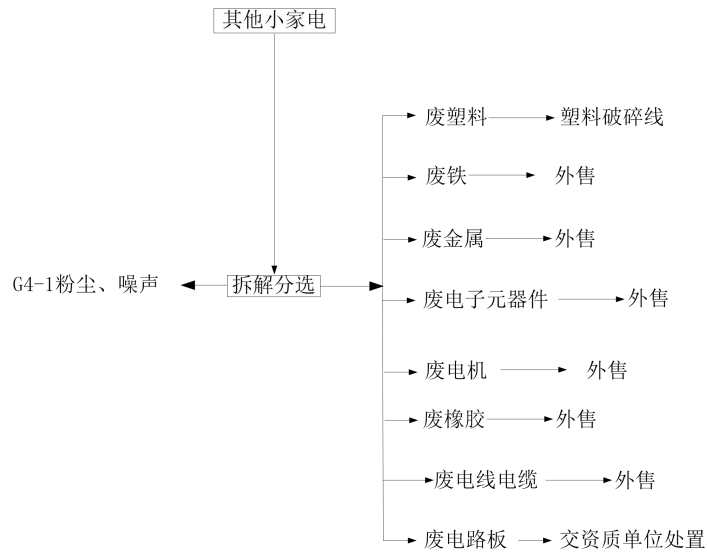 其他小家电
废塑料 塑料破碎线
废铁 外售
废金属 外售
G4-1粉尘、噪声 拆解分选
废电子元器件 外售
废电机 外售
废橡胶 外售
废电线电缆 外售
废电路板 交资质单位处置